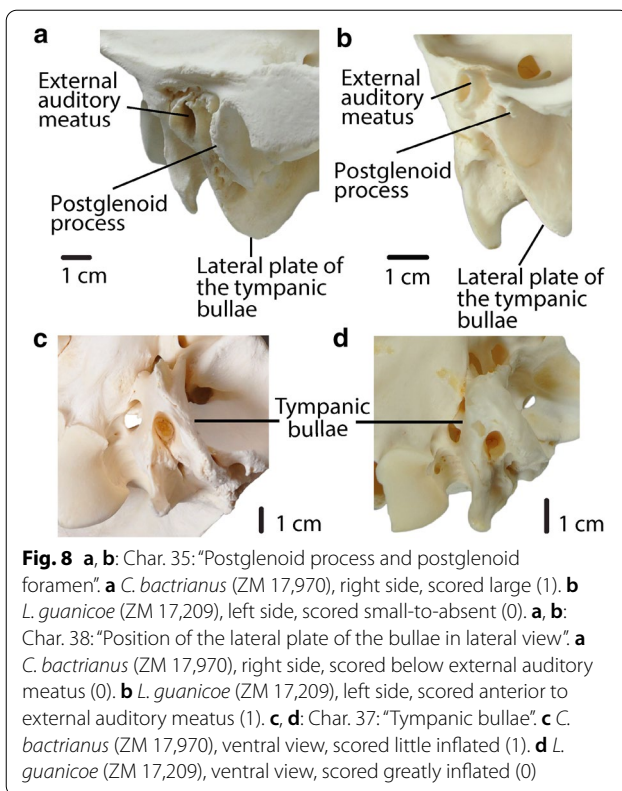 a
External
auditory
meatus
Postglenoid
process
1 cm
Lateral plate of
the tympanic
bullae
b
External
auditory
meatus
Postglenoid
process
1 cm
Lateral plate of
the tympanic
bullae
c
d
Tympanic
bullae
1 cm
1 cm
Fig. 8 a, b: Char. 35: “Postglenoid process and postglenoid
foramen”. a C. bactrianus (ZM 17,970), right side, scored large (1). b
L. guanicoe (ZM 17,209), left side, scored small-to-absent (0). a, b:
Char. 38: “Position of the lateral plate of the bullae in lateral view”. a
C. bactrianus (ZM 17,970), right side, scored below external auditory
meatus (0). b L. guanicoe (ZM 17,209), left side, scored anterior to
external auditory meatus (1). c, d: Char. 37: “Tympanic bullae”. c C.
bactrianus (ZM 17,970), ventral view, scored little inflated (1). d L.
guanicoe (ZM 17,209), ventral view, scored greatly inflated (0)